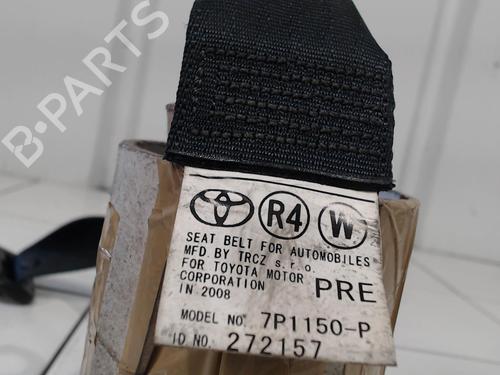 B-PARTS
R4 W
SEAT BELT FOR AUTOMOBILES
MFD. BY TRCZ s.r.o.
FOR TOYOTA MOTOR
CORPORATION
IN 2008 PRE
MODEL NO. 7P1150-P
ID NO. 272157